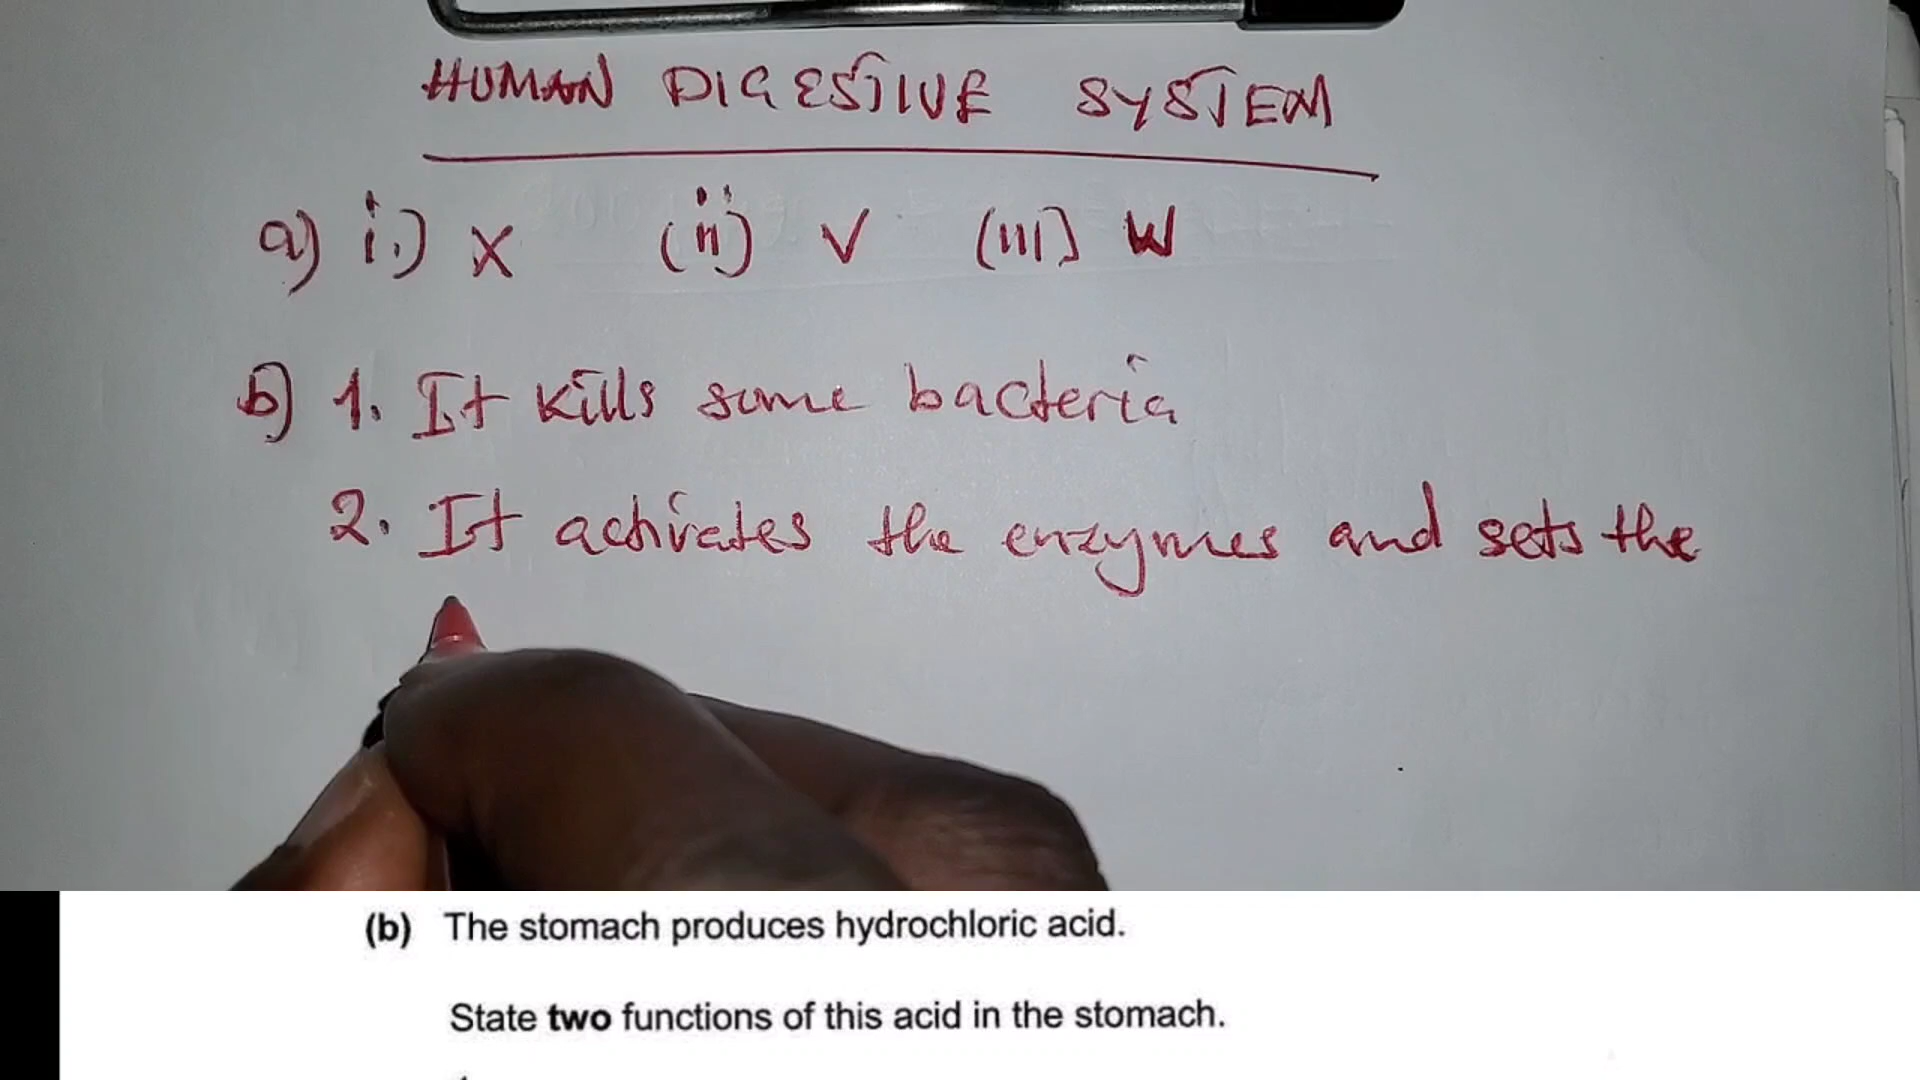 HUMAN DIGESTIVE SYSTEM
a) i.) X (ii) V (iii) W
b) 1. It kills some bacteria
2. It activates the enzymes and sets the
(b) The stomach produces hydrochloric acid.
State two functions of this acid in the stomach.